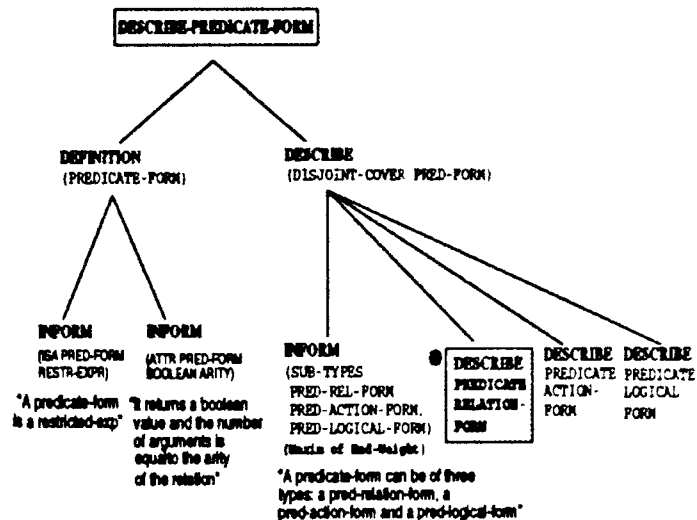 DESCRIBE-PREDICATE-FORM
DEFINITION
(PREDICATE-FORM)
DESCRIBE
(DISJOINT-COVER PRED-FORM)
INFORM
(ISA PRED-FORM
RESTR-EXPR)
"A predicate-form
is a restricted-exp"
INFORM
(ATTR PRED-FORM
BOOLEAN ARITY)
"It returns a boolean
value and the number
of arguments is
equalto the arity
of the relation"
INFORM
(SUB-TYPES
PRED-REL-FORM
PRED-ACTION-FORM,
PRED-LOGICAL-FORM)
(Maxim of End-Weight)
"A predicate-form can be of three
types: a pred-relation-form, a
pred-action-form and a pred-logical-form"
DESCRIBE
PREDICATE
RELATION-
FORM
DESCRIBE
PREDICATE
ACTION-
FORM
DESCRIBE
PREDICATE
LOGICAL
FORM